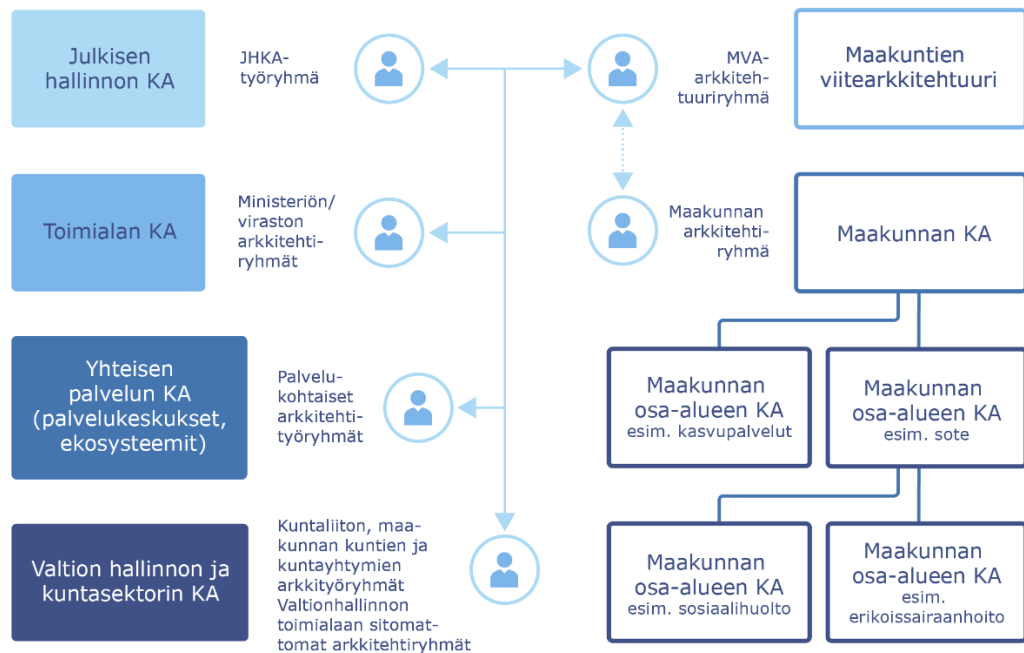 Julkisen
hallinnon KA
JHKA-
työryhmä
MVA-
arkkiteh-
tuuriryhmä
Maakuntien
viitearkkitehtuuri
Toimialan KA
Ministeriön/
viraston
arkkitehti-
ryhmät
Maakunnan
arkkitehti-
ryhmä
Maakunnan KA
Yhteisen
palvelun KA
(palvelukeskukset,
ekosysteemit)
Palvelu-
kohtaiset
arkkitehti-
työryhmät
Maakunnan
osa-alueen KA
esim. kasvupalvelut
Maakunnan
osa-alueen KA
esim. sote
Valtion hallinnon ja
kuntasektorin KA
Kuntaliiton, maa-
kunnan kuntien ja
kuntayhtymien
arkkityöryhmät
Valtionhallinnon
toimialaan sitomat-
tomat arkkitehtiryhmät
Maakunnan
osa-alueen KA
esim. sosiaalihuolto
Maakunnan
osa-alueen KA
esim.
erikoissairaanhoito